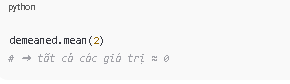 python
demeaned.mean(2)
# → tất cả các giá trị ≈ 0